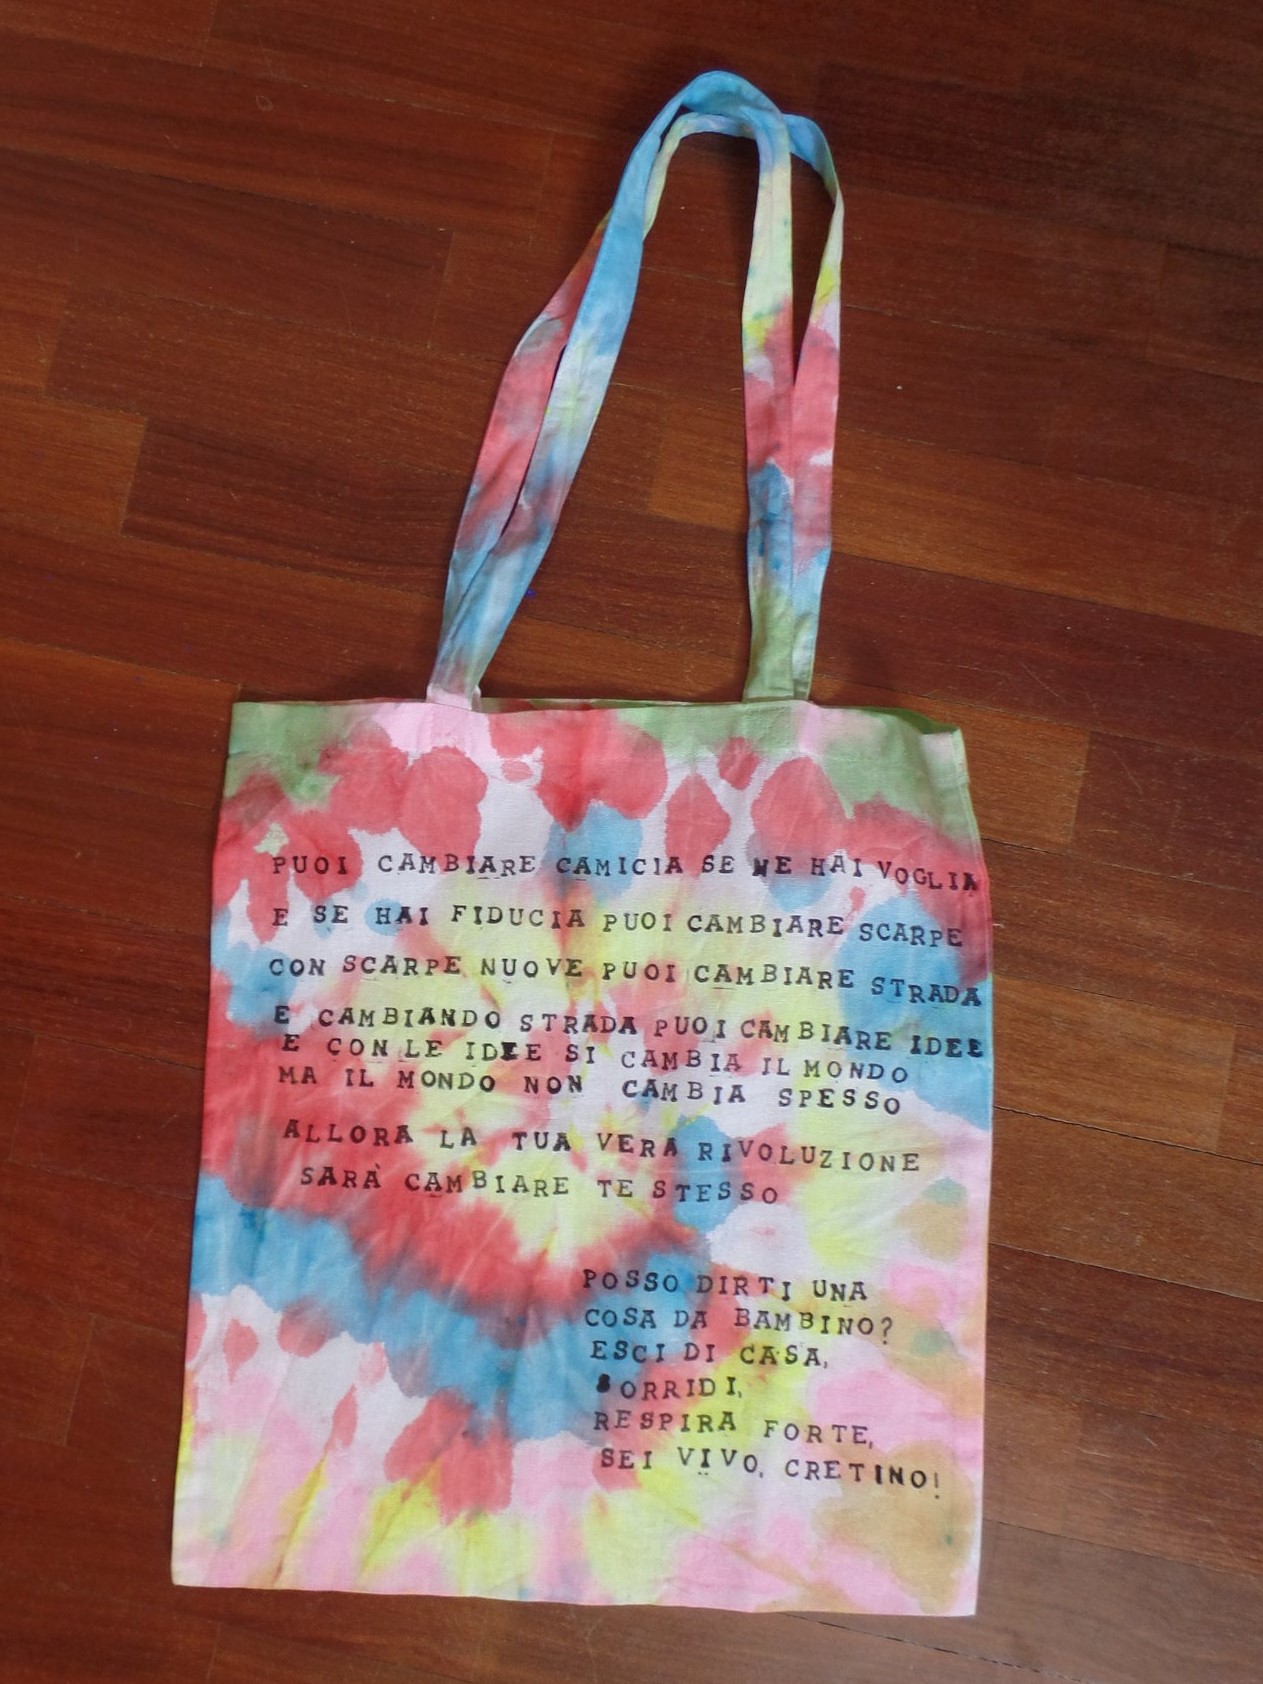 PUOI CAMBIARE CAMICIA SE NE HAI VOGLIA
E SE HAI FIDUCIA PUOI CAMBIARE SCARPE
CON SCARPE NUOVE PUOI CAMBIARE STRADA
E CAMBIANDO STRADA PUOI CAMBIARE IDEE
E CON LE IDEE SI CAMBIA IL MONDO
MA IL MONDO NON CAMBIA SPESSO
ALLORA LA TUA VERA RIVOLUZIONE
SARÀ CAMBIARE TE STESSO
POSSO DIRTI UNA
COSA DA BAMBINO?
ESCI DI CASA,
SORRIDI,
RESPIRA FORTE,
SEI VIVO, CRETINO!